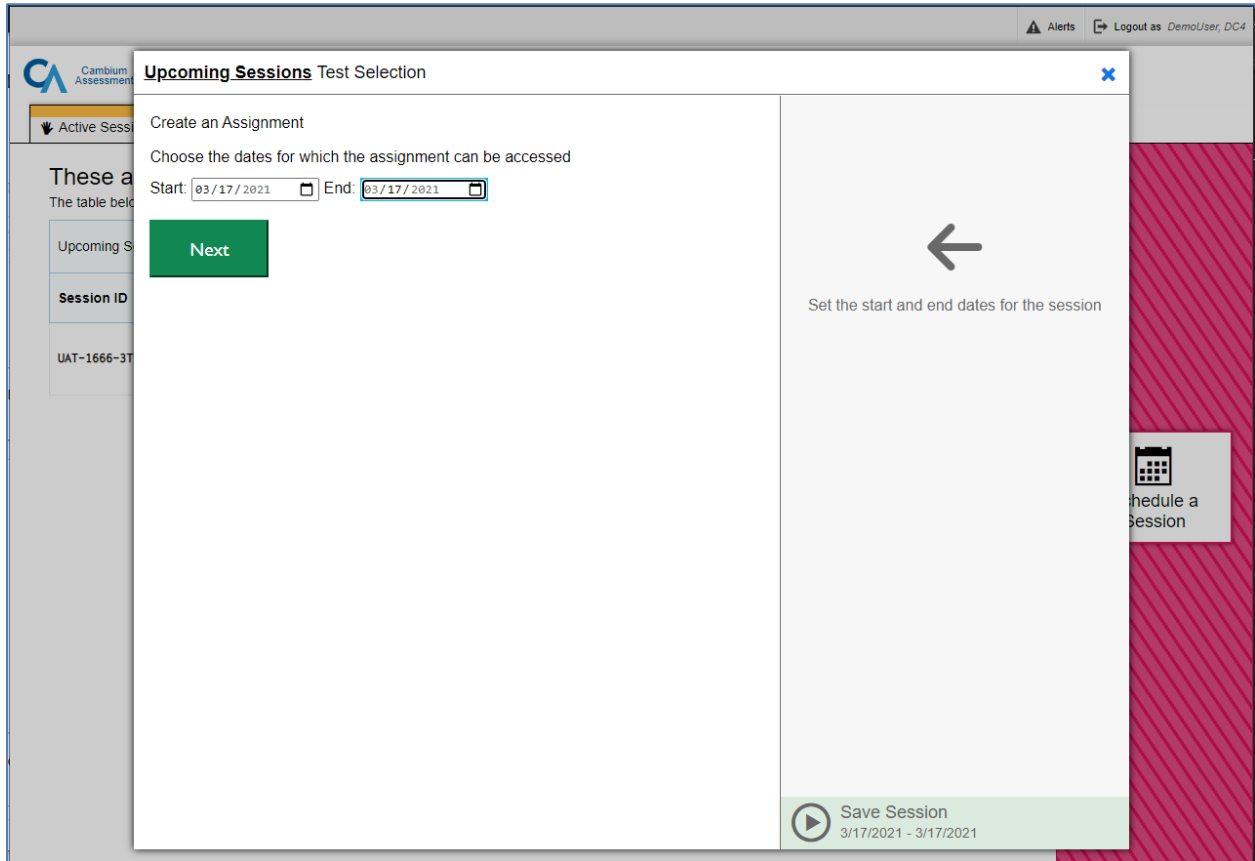 Alerts Logout as DemoUser, DC4
CA Cambium
Assessment
Upcoming Sessions Test Selection
Active Sessi
Create an Assignment
Choose the dates for which the assignment can be accessed
Start: 03/17/2021 End: 03/17/2021
Next
These a
The table belo
Upcoming S
Session ID
UAT-1666-3T
Set the start and end dates for the session
chedule a
Session
Save Session
3/17/2021 - 3/17/2021